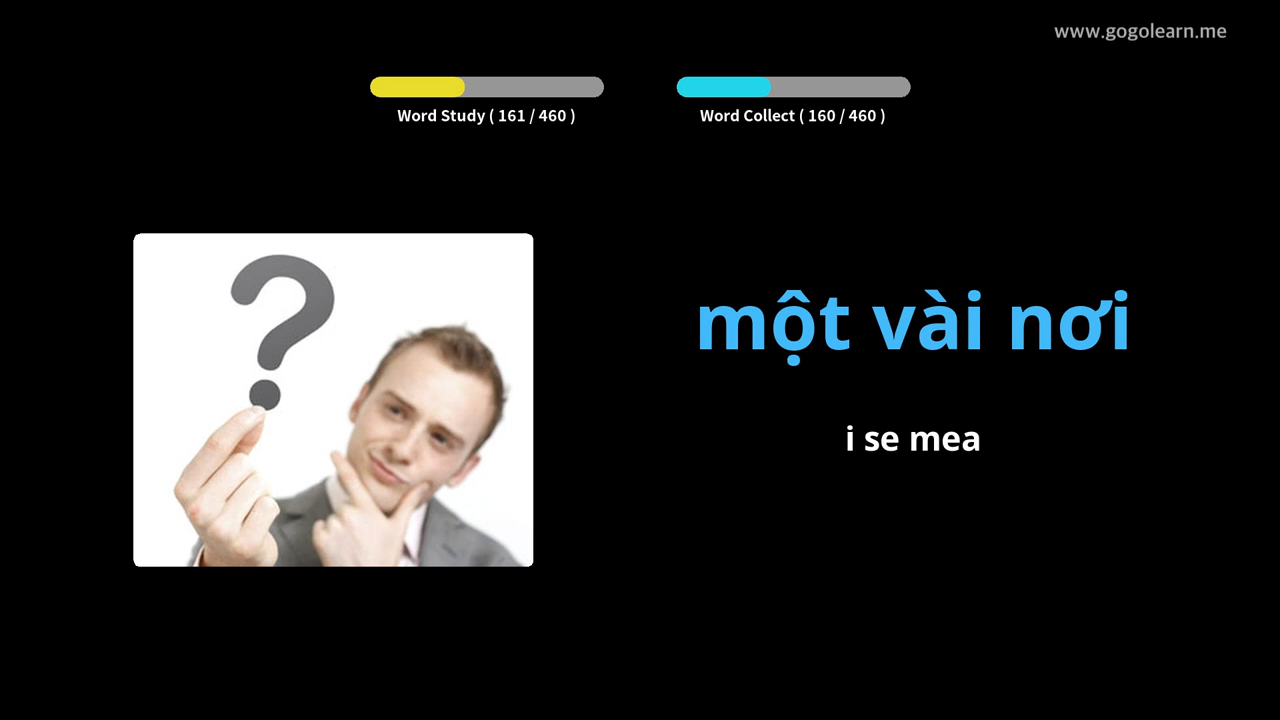 www.gogolearn.me
Word Study ( 161 / 460 )
Word Collect ( 160 / 460 )
một vài nơi
i se mea